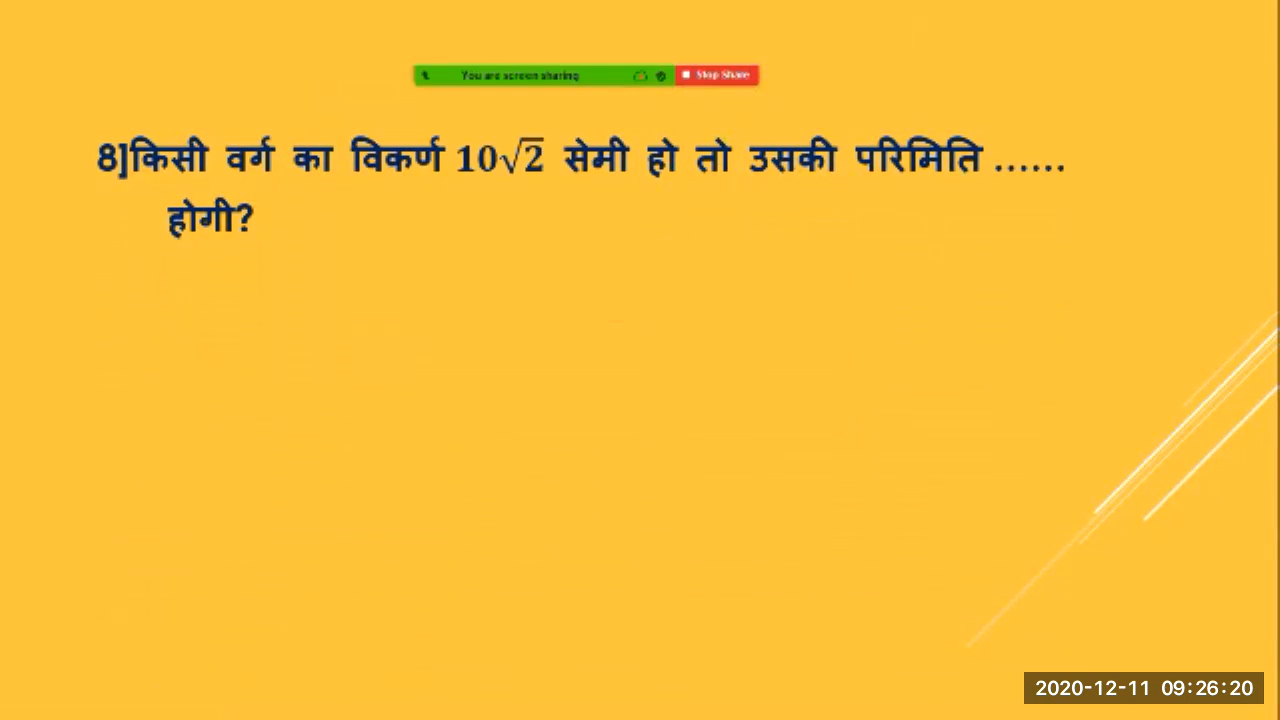 You are screen sharing Stop Share
8]किसी वर्ग का विकर्ण 10√2 सेमी हो तो उसकी परिमिति ......
होगी?
2020-12-11 09:26:20